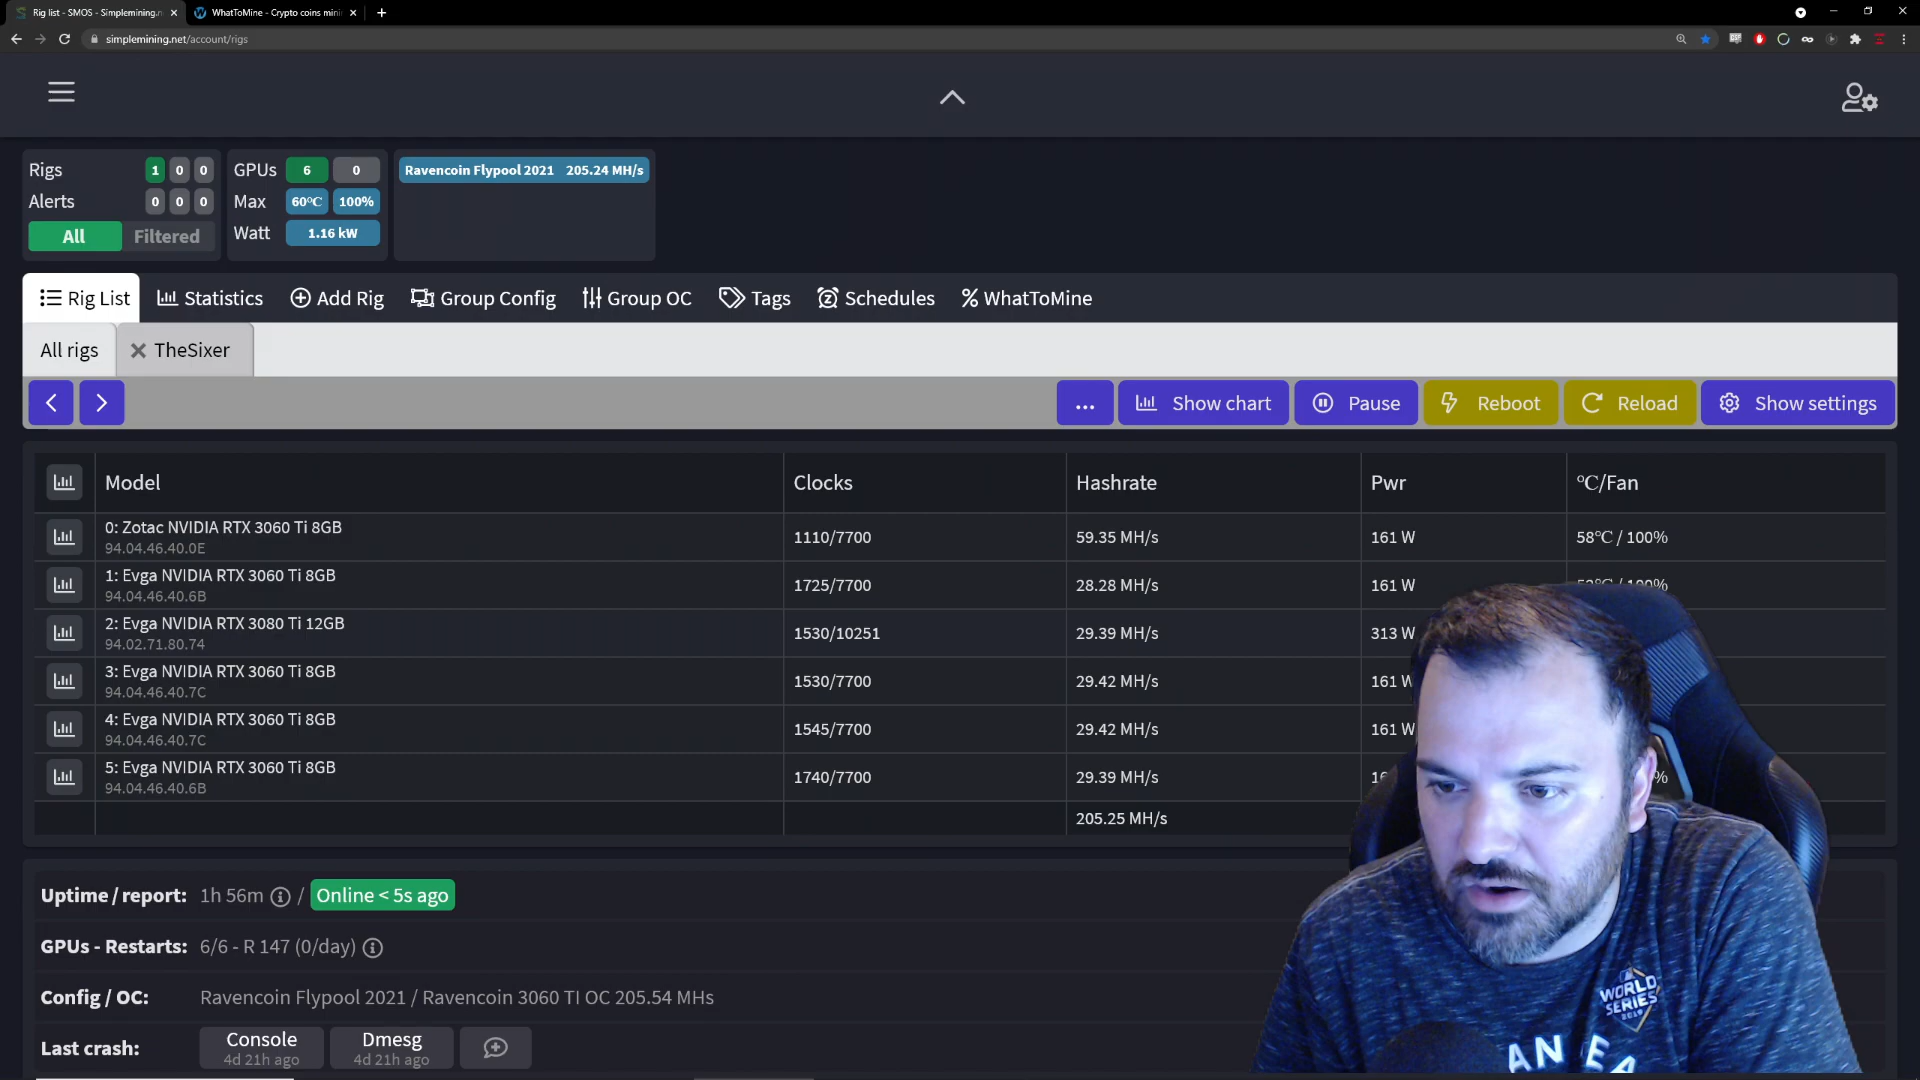 Rig list - SMOS - Simplemining.n
WhatToMine - Crypto coins mini
simplemining.net/account/rigs
Rigs 1 0 0
Alerts 0 0 0
All Filtered
GPUs 6 0
Max 60°C 100%
Watt 1.16 kW
Ravencoin Flypool 2021 205.24 MH/s
Rig List Statistics Add Rig Group Config Group OC Tags Schedules WhatToMine
All rigs TheSixer
... Show chart Pause Reboot Reload Show settings
Model Clocks Hashrate Pwr °C/Fan
0: Zotac NVIDIA RTX 3060 Ti 8GB
94.04.46.40.0E
1110/7700 59.35 MH/s 161 W 58°C / 100%
1: Evga NVIDIA RTX 3060 Ti 8GB
94.04.46.40.6B
1725/7700 28.28 MH/s 161 W
2: Evga NVIDIA RTX 3080 Ti 12GB
94.02.71.80.74
1530/10251 29.39 MH/s 313 W
3: Evga NVIDIA RTX 3060 Ti 8GB
94.04.46.40.7C
1530/7700 29.42 MH/s 161 W
4: Evga NVIDIA RTX 3060 Ti 8GB
94.04.46.40.7C
1545/7700 29.42 MH/s 161 W
5: Evga NVIDIA RTX 3060 Ti 8GB
94.04.46.40.6B
1740/7700 29.39 MH/s
205.25 MH/s
Uptime / report: 1h 56m / Online < 5s ago
GPUs - Restarts: 6/6 - R 147 (0/day)
Config / OC: Ravencoin Flypool 2021 / Ravencoin 3060 TI OC 205.54 MHs
Last crash: Console Dmesg
4d 21h ago 4d 21h ago
WORLD
SERIES